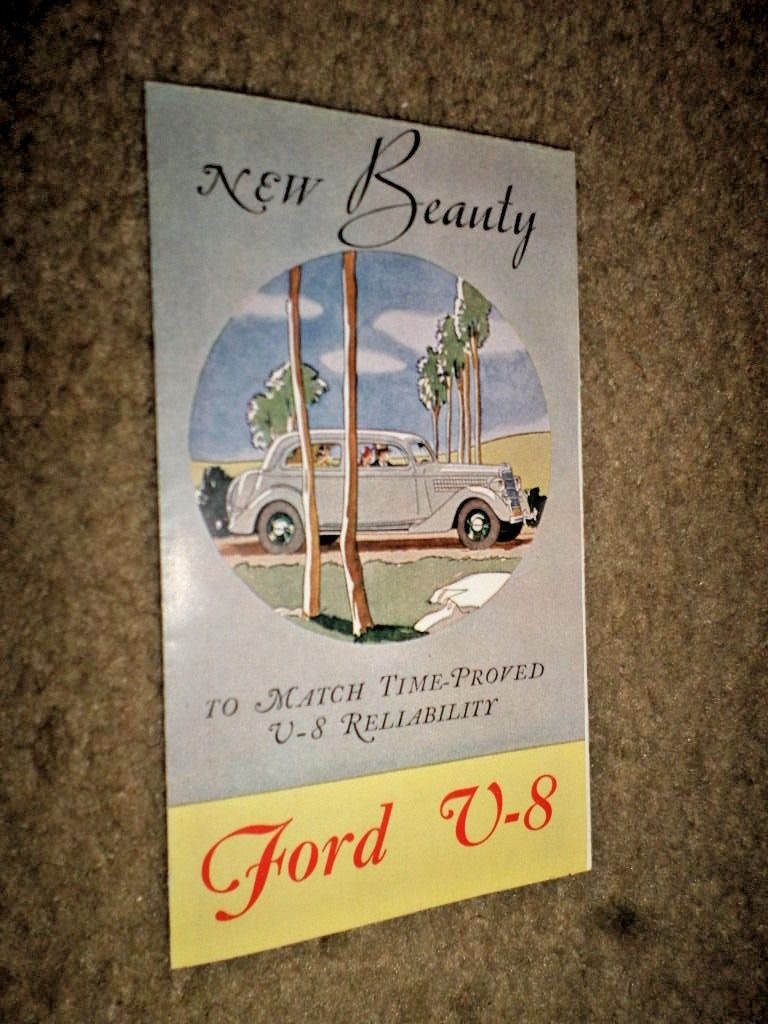 New Beauty
TO MATCH TIME-PROVED
V-8 RELIABILITY
Ford V-8